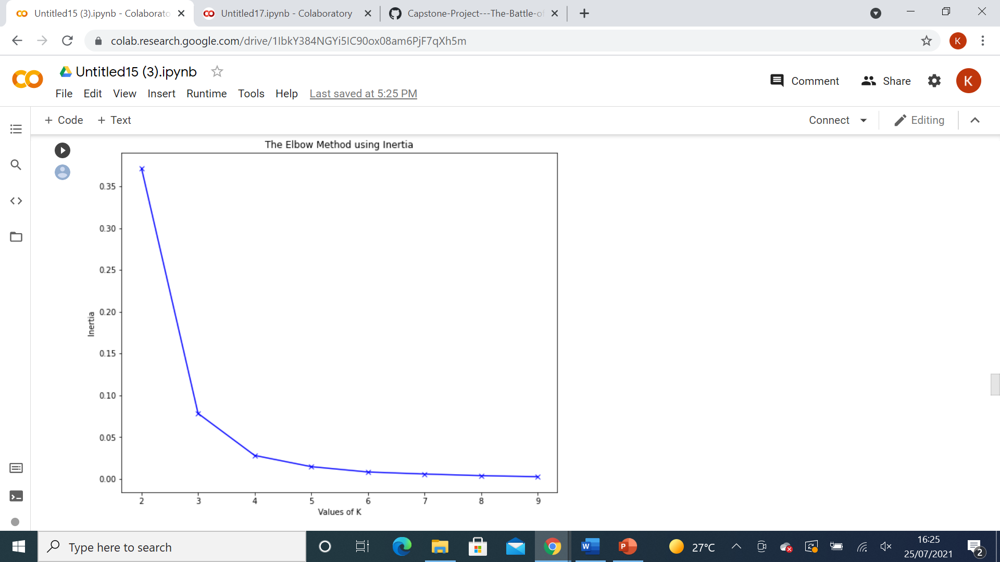 Untitled15 (3).ipynb - Colaborato
Untitled17.ipynb - Colaboratory
Capstone-Project---The-Battle-of
colab.research.google.com/drive/1IbkY384NGYi5IC90ox08am6PjF7qXh5m
K
Untitled15 (3).ipynb
Comment
Share
K
File Edit View Insert Runtime Tools Help Last saved at 5:25 PM
+ Code + Text
Connect
Editing
The Elbow Method using Inertia
0.35
0.30
0.25
0.20
0.15
0.10
0.05
0.00
Inertia
2 3 4 5 6 7 8 9
Values of K
Type here to search
W
P
27°C
16:25
25/07/2021
2